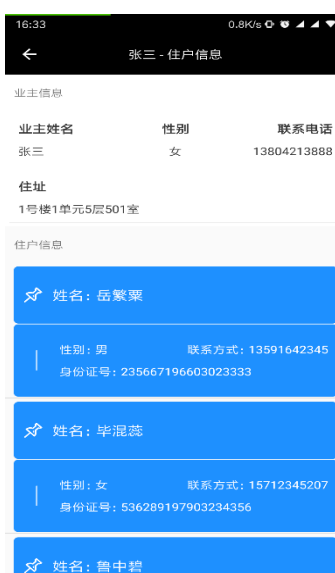 16:33 0.8K/s
张三 - 住户信息
业主信息
业主姓名 性别 联系电话
张三 女 13804213888
住址
1号楼1单元5层501室
住户信息
姓名: 岳繁粟
性别: 男 联系方式: 13591642345
身份证号: 235667196603023333
姓名: 毕混蕊
性别: 女 联系方式: 15712345207
身份证号: 536289197903234356
姓名: 鲁中碧